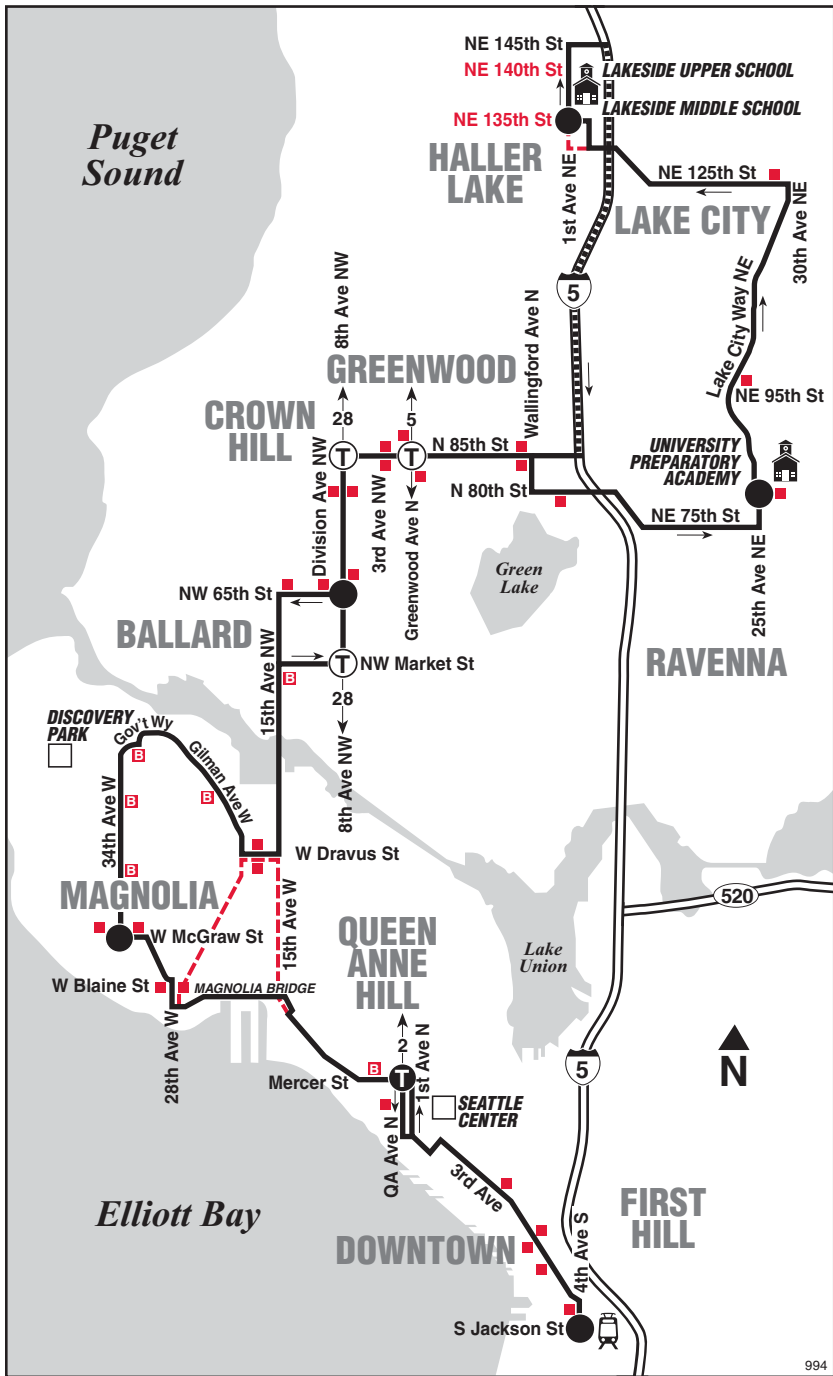 NE 145th St
NE 140th St
LAKESIDE UPPER SCHOOL
LAKESIDE MIDDLE SCHOOL
NE 135th St
Puget
Sound
HALLER
LAKE
1st Ave NE
NE 125th St
LAKE CITY
30th Ave NE
5
Lake City Way NE
8th Ave NW
Wallingford Ave N
GREENWOOD
CROWN
HILL
28
5
NE 95th St
T
T
N 85th St
UNIVERSITY
PREPARATORY
ACADEMY
Division Ave NW
3rd Ave NW
N 80th St
NE 75th St
Greenwood Ave N
Green
Lake
25th Ave NE
NW 65th St
BALLARD
RAVENNA
15th Ave NW
T
NW Market St
B
28
8th Ave NW
DISCOVERY
PARK
Gov't Wy
B
Gilman Ave W
B
B
34th Ave W
W Dravus St
B
MAGNOLIA
520
15th Ave W
QUEEN
ANNE
HILL
W McGraw St
Lake
Union
W Blaine St
MAGNOLIA BRIDGE
28th Ave W
2
1st Ave N
5
N
B
T
Mercer St
SEATTLE
CENTER
QA Ave N
3rd Ave
Elliott Bay
FIRST
HILL
DOWNTOWN
4th Ave S
S Jackson St
994